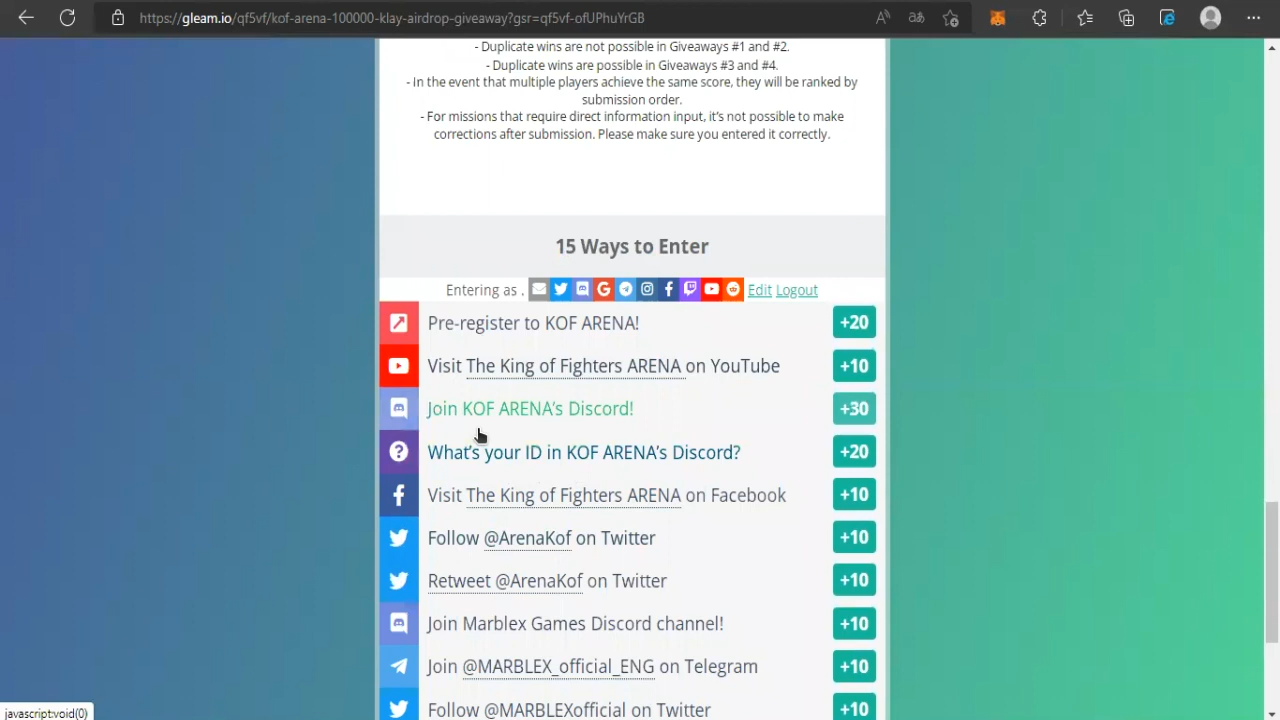 https://gleam.io/qf5vf/kof-arena-100000-klay-airdrop-giveaway?gsr=qf5vf-ofUPhuYrGB
- Duplicate wins are not possible in Giveaways #1 and #2.
- Duplicate wins are possible in Giveaways #3 and #4.
- In the event that multiple players achieve the same score, they will be ranked by
submission order.
- For missions that require direct information input, it's not possible to make
corrections after submission. Please make sure you entered it correctly.
15 Ways to Enter
Entering as . Edit Logout
Pre-register to KOF ARENA! +20
Visit The King of Fighters ARENA on YouTube +10
Join KOF ARENA's Discord! +30
What's your ID in KOF ARENA's Discord? +20
Visit The King of Fighters ARENA on Facebook +10
Follow @ArenaKof on Twitter +10
Retweet @ArenaKof on Twitter +10
Join Marblex Games Discord channel! +10
Join @MARBLEX_official_ENG on Telegram +10
Follow @MARBLEXofficial on Twitter +10
javascript:void(0)